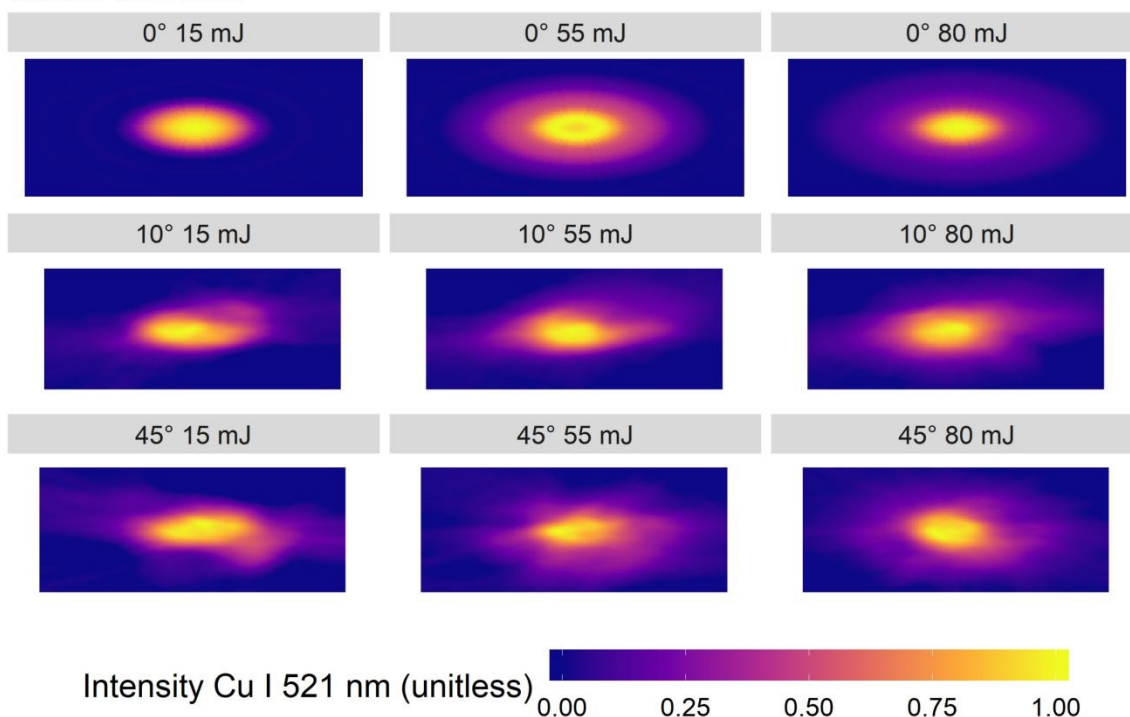 0° 15 mJ
0° 55 mJ
0° 80 mJ
10° 15 mJ
10° 55 mJ
10° 80 mJ
45° 15 mJ
45° 55 mJ
45° 80 mJ
Intensity Cu I 521 nm (unitless)
0.00 0.25 0.50 0.75 1.00